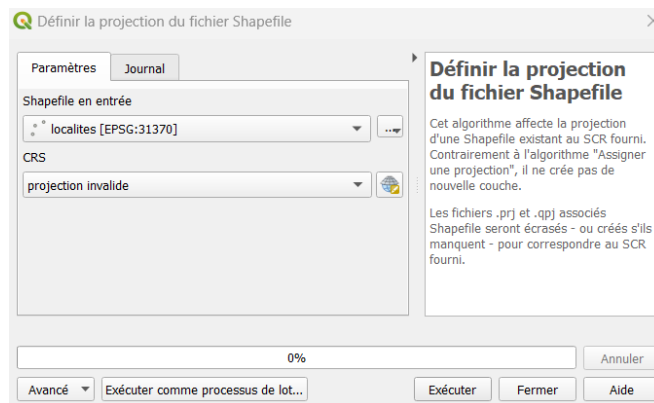 Définir la projection du fichier Shapefile
Paramètres
Journal
Shapefile en entrée
localites [EPSG:31370]
...
CRS
projection invalide
Définir la projection
du fichier Shapefile
Cet algorithme affecte la projection
d'une Shapefile existant au SCR fourni.
Contrairement à l'algorithme "Assigner
une projection", il ne crée pas de
nouvelle couche.
Les fichiers .prj et .qpj associés
Shapefile seront écrasés - ou créés s'ils
manquent - pour correspondre au SCR
fourni.
0%
Annuler
Avancé
Exécuter comme processus de lot...
Exécuter
Fermer
Aide